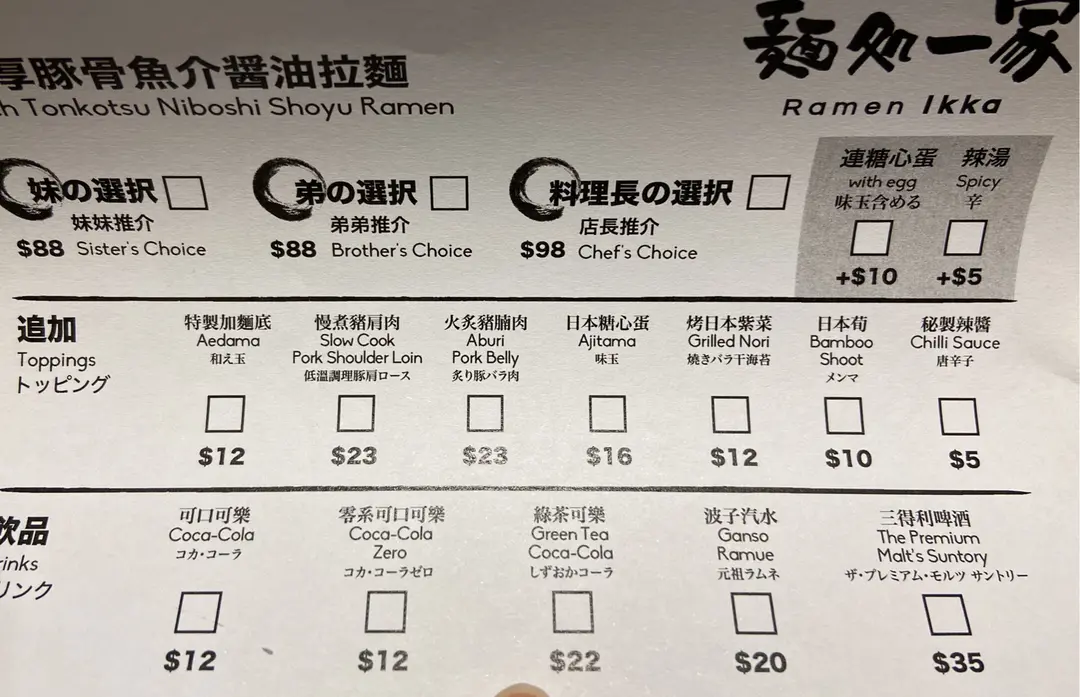 麵処一家
Ramen Ikka
厚豚骨魚介醬油拉麵
Tonkotsu Niboshi Shoyu Ramen
妹の選択
妹妹推介
$88 Sister's Choice
弟の選択
弟弟推介
$88 Brother's Choice
料理長の選択
店長推介
$98 Chef's Choice
連糖心蛋
with egg
味玉含める
+$10
辣湯
Spicy
辛
+$5
追加
Toppings
トッピング
特製加麵底
Aedama
和え玉
$12
慢煮豬肩肉
Slow Cook
Pork Shoulder Loin
低溫調理豚肩ロース
$23
火炙豬腩肉
Aburi
Pork Belly
炙り豚バラ肉
$23
日本糖心蛋
Ajitama
味玉
$16
烤日本紫菜
Grilled Nori
焼きバラ干海苔
$12
日本荀
Bamboo
Shoot
メンマ
$10
秘製辣醬
Chilli Sauce
唐辛子
$5
飲品
rinks
リンク
可口可樂
Coca-Cola
コカ・コーラ
$12
零系可口可樂
Coca-Cola
Zero
コカ・コーラゼロ
$12
綠茶可樂
Green Tea
Coca-Cola
しずおかコーラ
$22
波子汽水
Ganso
Ramue
元祖ラムネ
$20
三得利啤酒
The Premium
Malt's Suntory
ザ・プレミアム・モルツ サントリー
$35